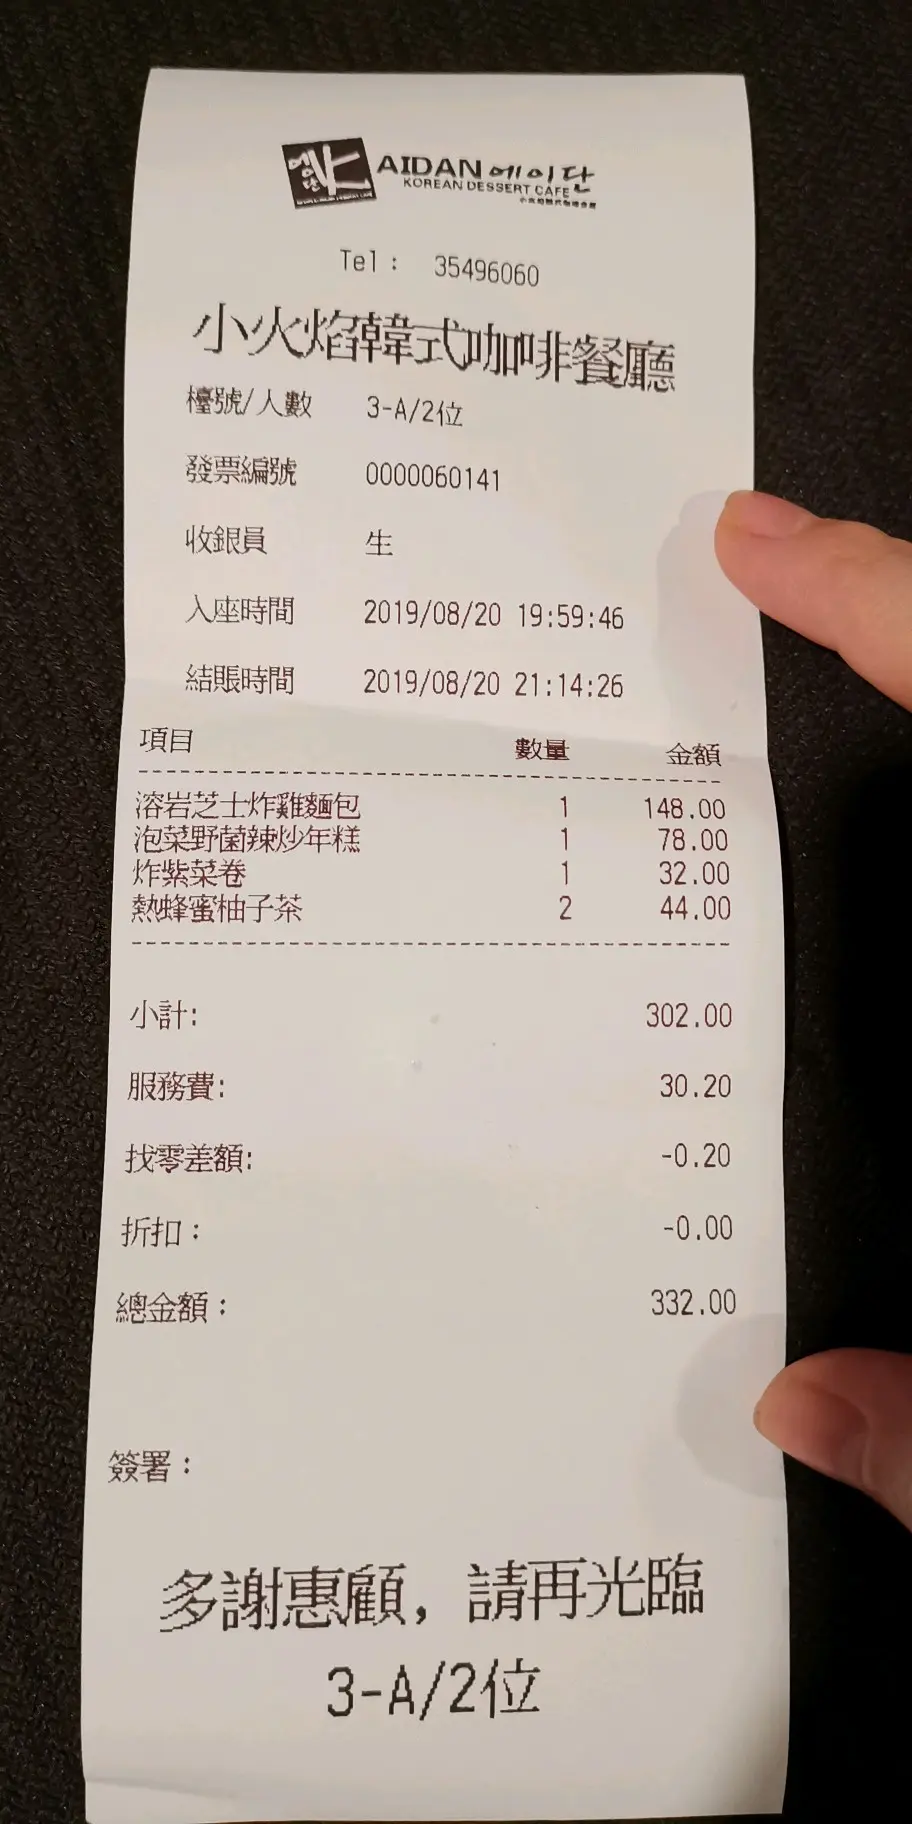 AIDAN 에이단
KOREAN DESSERT CAFE
Tel： 35496060
小火焰韓式咖啡餐廳
檯號/人數 3-A/2位
發票編號 0000060141
收銀員 生
入座時間 2019/08/20 19:59:46
結賬時間 2019/08/20 21:14:26
項目 數量 金額
溶岩芝士炸雞麵包 1 148.00
泡菜野菌辣炒年糕 1 78.00
炸紫菜卷 1 32.00
熱蜂蜜柚子茶 2 44.00
小計: 302.00
服務費: 30.20
找零差額: -0.20
折扣： -0.00
總金額： 332.00
簽署：
多謝惠顧，請再光臨
3-A/2位